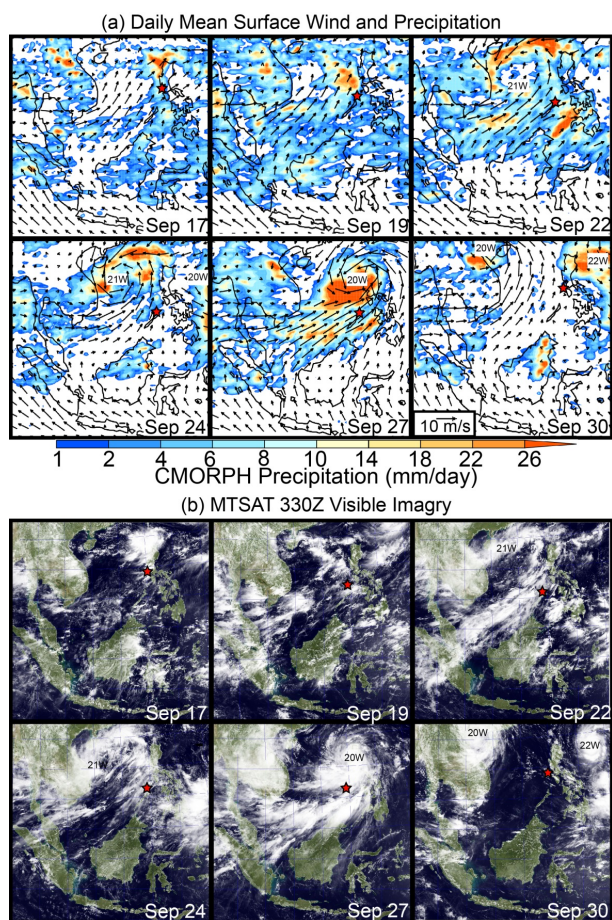 (a) Daily Mean Surface Wind and Precipitation
Sep 17
Sep 19
21W
Sep 22
21W
20W
Sep 24
20W
Sep 27
20W
22W
10 m/s
Sep 30
1 2 4 6 8 10 14 18 22 26
CMORPH Precipitation (mm/day)
(b) MTSAT 330Z Visible Imagry
Sep 17
Sep 19
21W
Sep 22
21W
Sep 24
20W
Sep 27
20W
22W
Sep 30